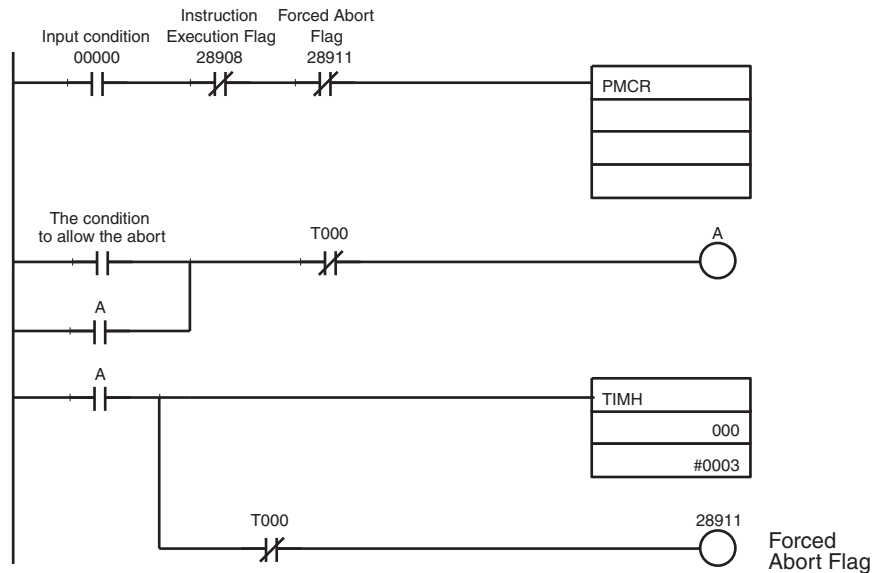 Instruction Forced Abort
Input condition Execution Flag Flag
00000 28908 28911
PMCR
The condition
to allow the abort
T000 A
A
A
TIMH
000
#0003
T000 28911
Forced
Abort Flag